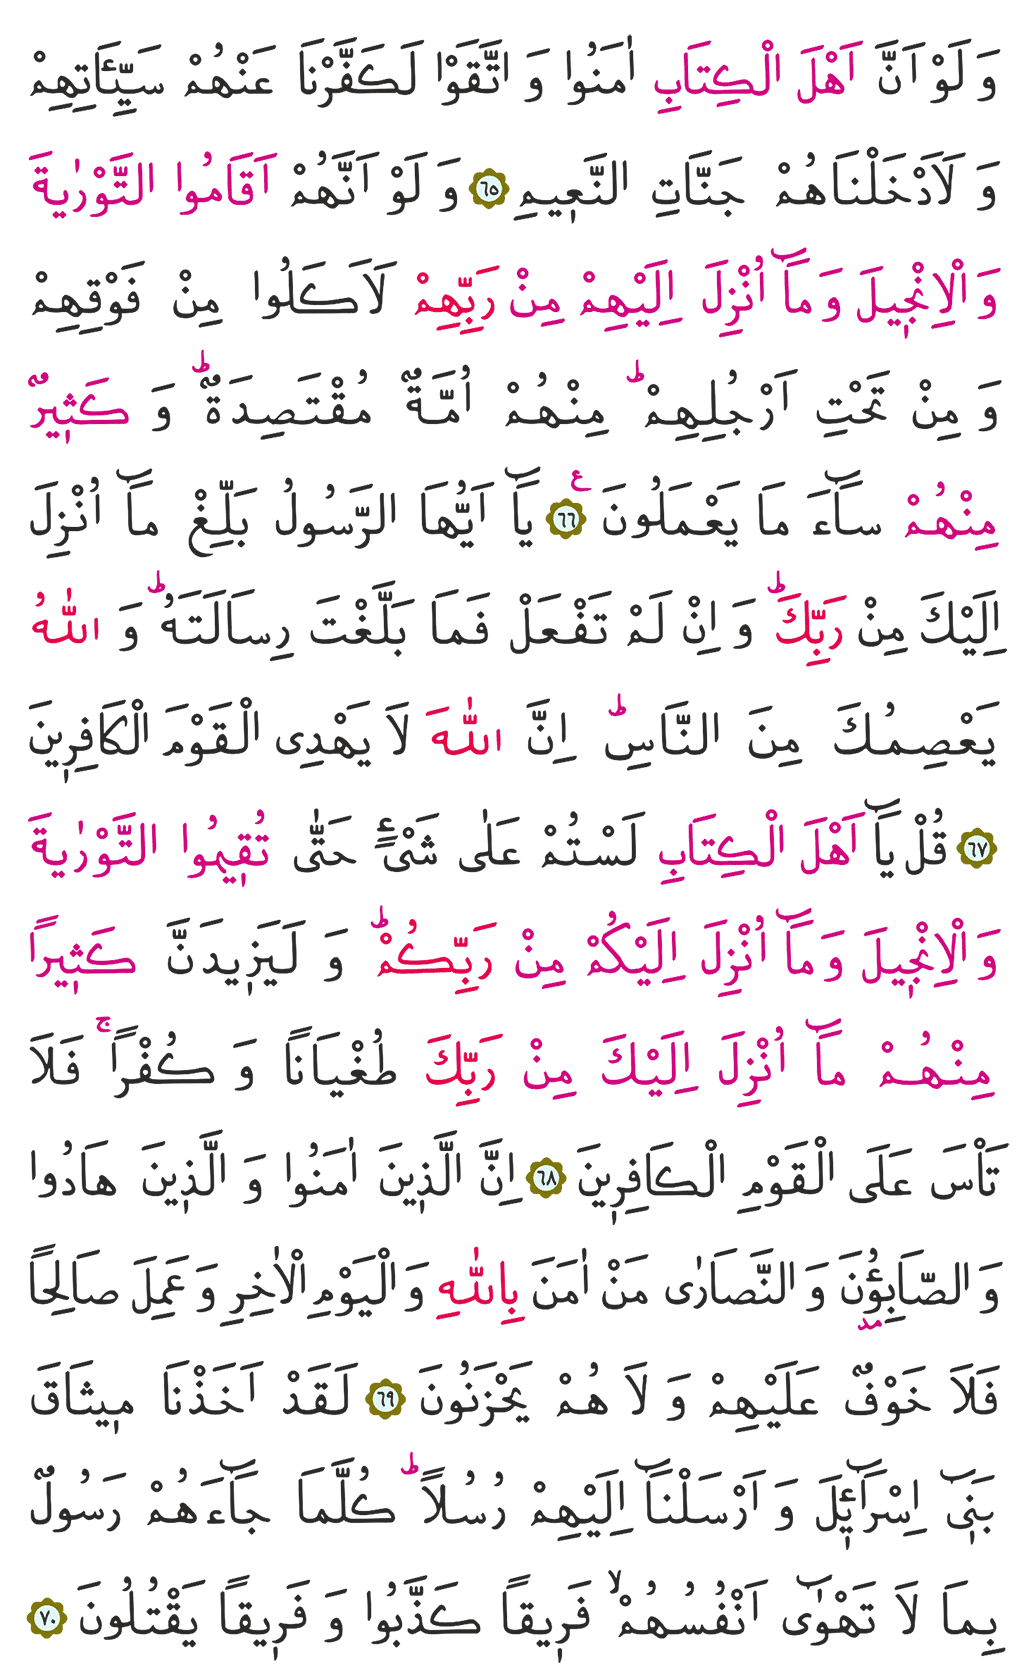 وَ لَوْ اَنَّ اَهْلَ الْكِتَابِ اٰمَنُوا وَ اتَّقَوْا لَكَفَّرْنَا عَنْهُمْ سَيِّـَٔاتِهِمْ
وَ لَاَدْخَلْنَاهُمْ جَنَّاتِ النَّعٖيمِ ﴿٦٥﴾ وَ لَوْ اَنَّهُمْ اَقَامُوا التَّوْرٰيةَ
وَ الْاِنْجٖيلَ وَ مَٓا اُنْزِلَ اِلَيْهِمْ مِنْ رَبِّهِمْ لَاَكَلُوا مِنْ فَوْقِهِمْ
وَ مِنْ تَحْتِ اَرْجُلِهِمْؕ مِنْهُمْ اُمَّةٌ مُقْتَصِدَةٌؕ وَ كَثٖيرٌ
مِنْهُمْ سَٓاءَ مَا يَعْمَلُونَ ﴿٦٦﴾ ع يَٓا اَيُّهَا الرَّسُولُ بَلِّغْ مَٓا اُنْزِلَ
اِلَيْكَ مِنْ رَبِّكَؕ وَ اِنْ لَمْ تَفْعَلْ فَمَا بَلَّغْتَ رِسَالَتَهُؕ وَ اللّٰهُ
يَعْصِمُكَ مِنَ النَّاسِؕ اِنَّ اللّٰهَ لَا يَهْدِى الْقَوْمَ الْكَافِرٖينَ
﴿٦٧﴾ قُلْ يَٓا اَهْلَ الْكِتَابِ لَسْتُمْ عَلٰى شَىْءٍ حَتّٰى تُقٖيمُوا التَّوْرٰيةَ
وَ الْاِنْجٖيلَ وَ مَٓا اُنْزِلَ اِلَيْكُمْ مِنْ رَبِّكُمْؕ وَ لَيَزٖيدَنَّ كَثٖيرًا
مِنْهُمْ مَٓا اُنْزِلَ اِلَيْكَ مِنْ رَبِّكَ طُغْيَانًا وَ كُفْرًاۚ فَلَا
تَأْسَ عَلَى الْقَوْمِ الْكَافِرٖينَ ﴿٦٨﴾ اِنَّ الَّذٖينَ اٰمَنُوا وَ الَّذٖينَ هَادُوا
وَ الصَّابِؤُ۫نَ وَ النَّصَارٰى مَنْ اٰمَنَ بِاللّٰهِ وَ الْيَوْمِ الْاٰخِرِ وَ عَمِلَ صَالِحًا
فَلَا خَوْفٌ عَلَيْهِمْ وَ لَا هُمْ يَحْزَنُونَ ﴿٦٩﴾ لَقَدْ اَخَذْنَا مٖيثَاقَ
بَنٖٓى اِسْرَٓائٖلَ وَ اَرْسَلْنَٓا اِلَيْهِمْ رُسُلًاؕ كُلَّمَا جَٓاءَهُمْ رَسُولٌ
بِمَا لَا تَهْوٰٓى اَنْفُسُهُمْۙ فَرٖيقًا كَذَّبُوا وَ فَرٖيقًا يَقْتُلُونَ ﴿٧٠﴾